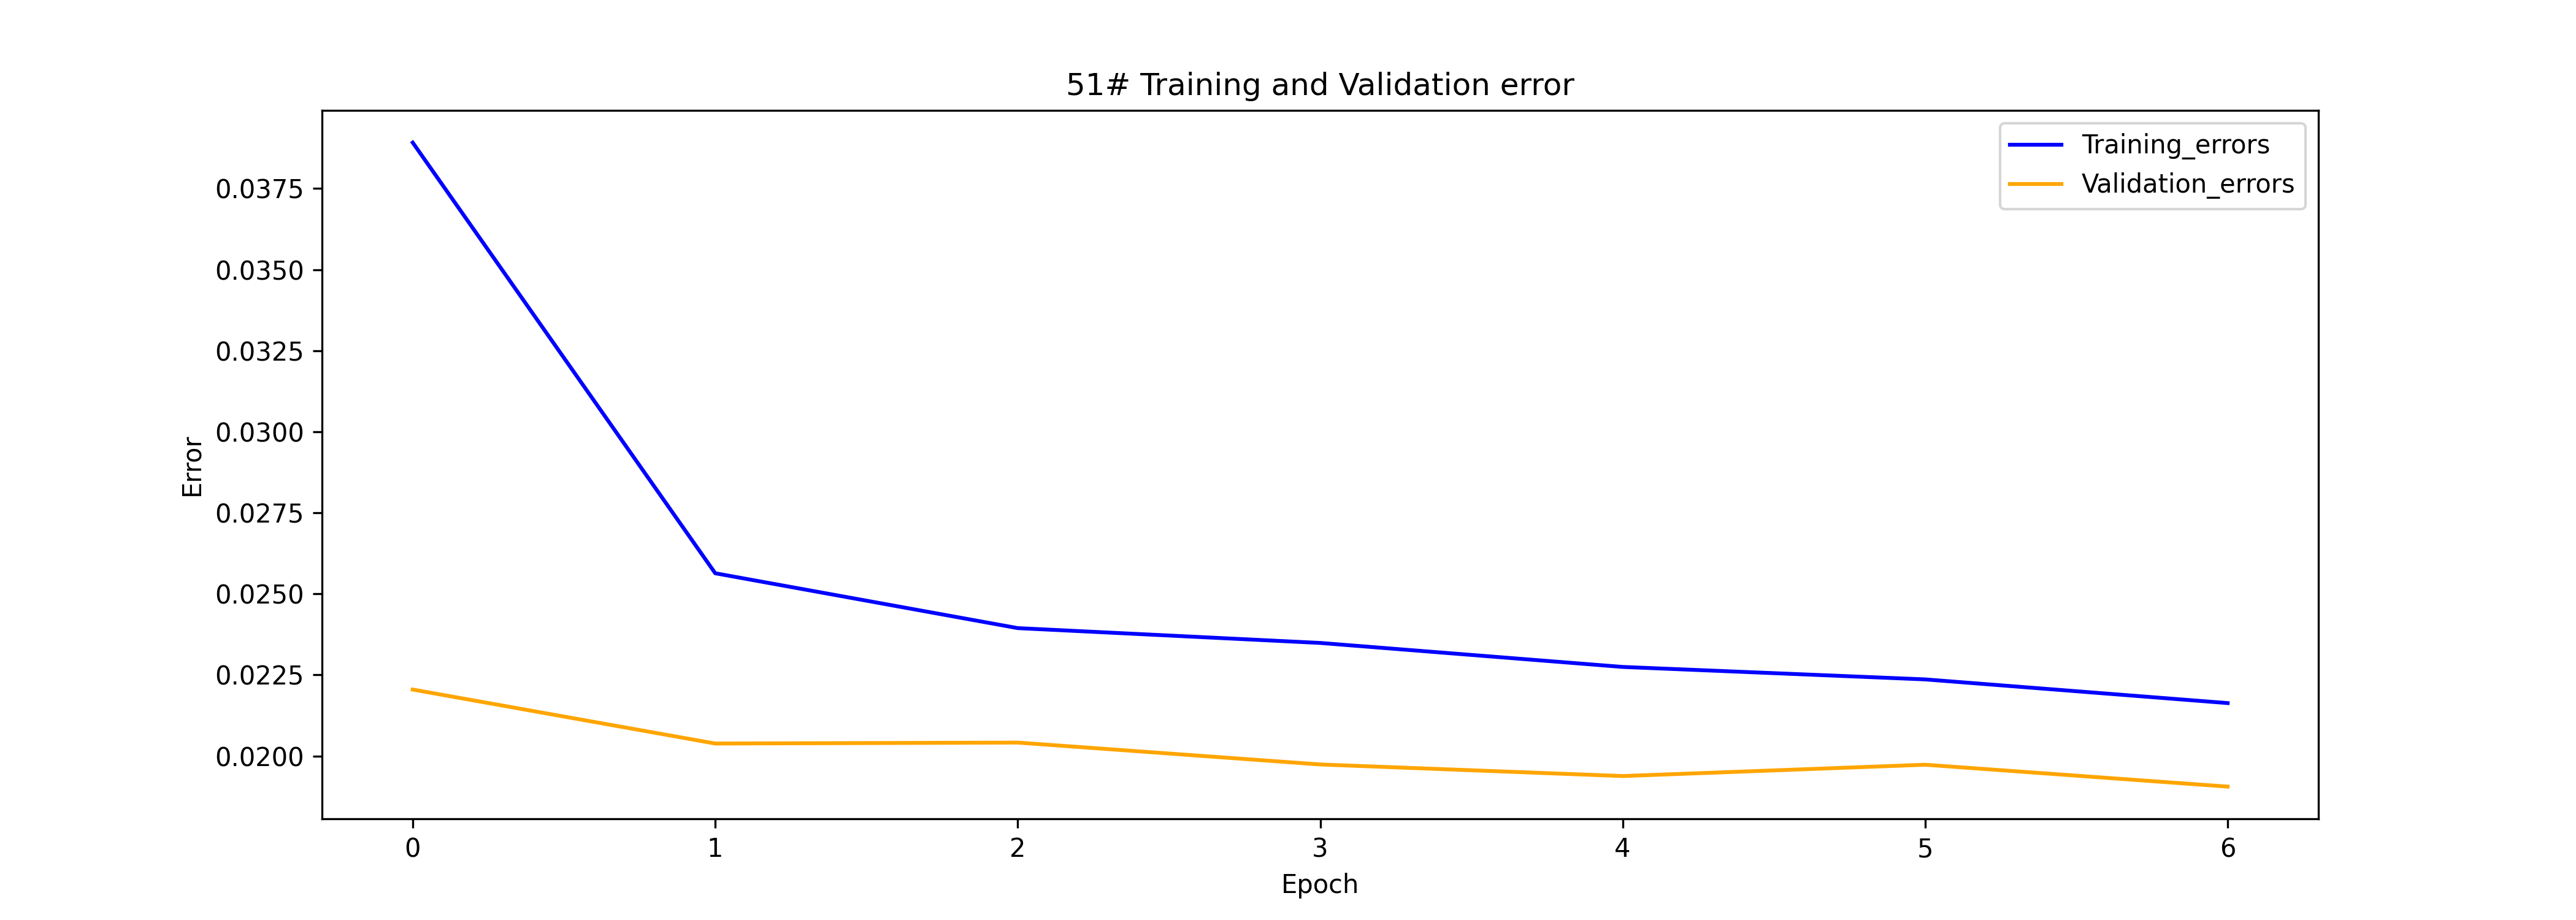 51# Training and Validation error
Training_errors
Validation_errors
0.0375
0.0350
0.0325
0.0300
0.0275
0.0250
0.0225
0.0200
Error
0 1 2 3 4 5 6
Epoch